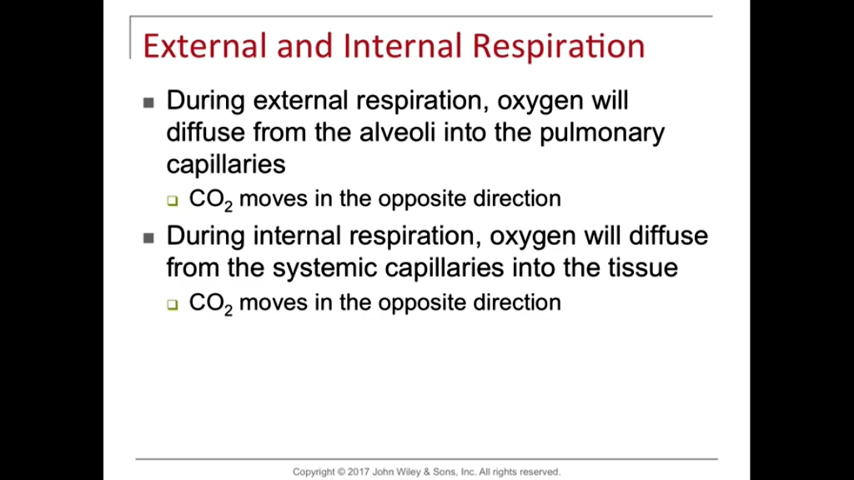 External and Internal Respiration
■ During external respiration, oxygen will
diffuse from the alveoli into the pulmonary
capillaries
❑ CO₂ moves in the opposite direction
■ During internal respiration, oxygen will diffuse
from the systemic capillaries into the tissue
❑ CO₂ moves in the opposite direction
Copyright © 2017 John Wiley & Sons, Inc. All rights reserved.